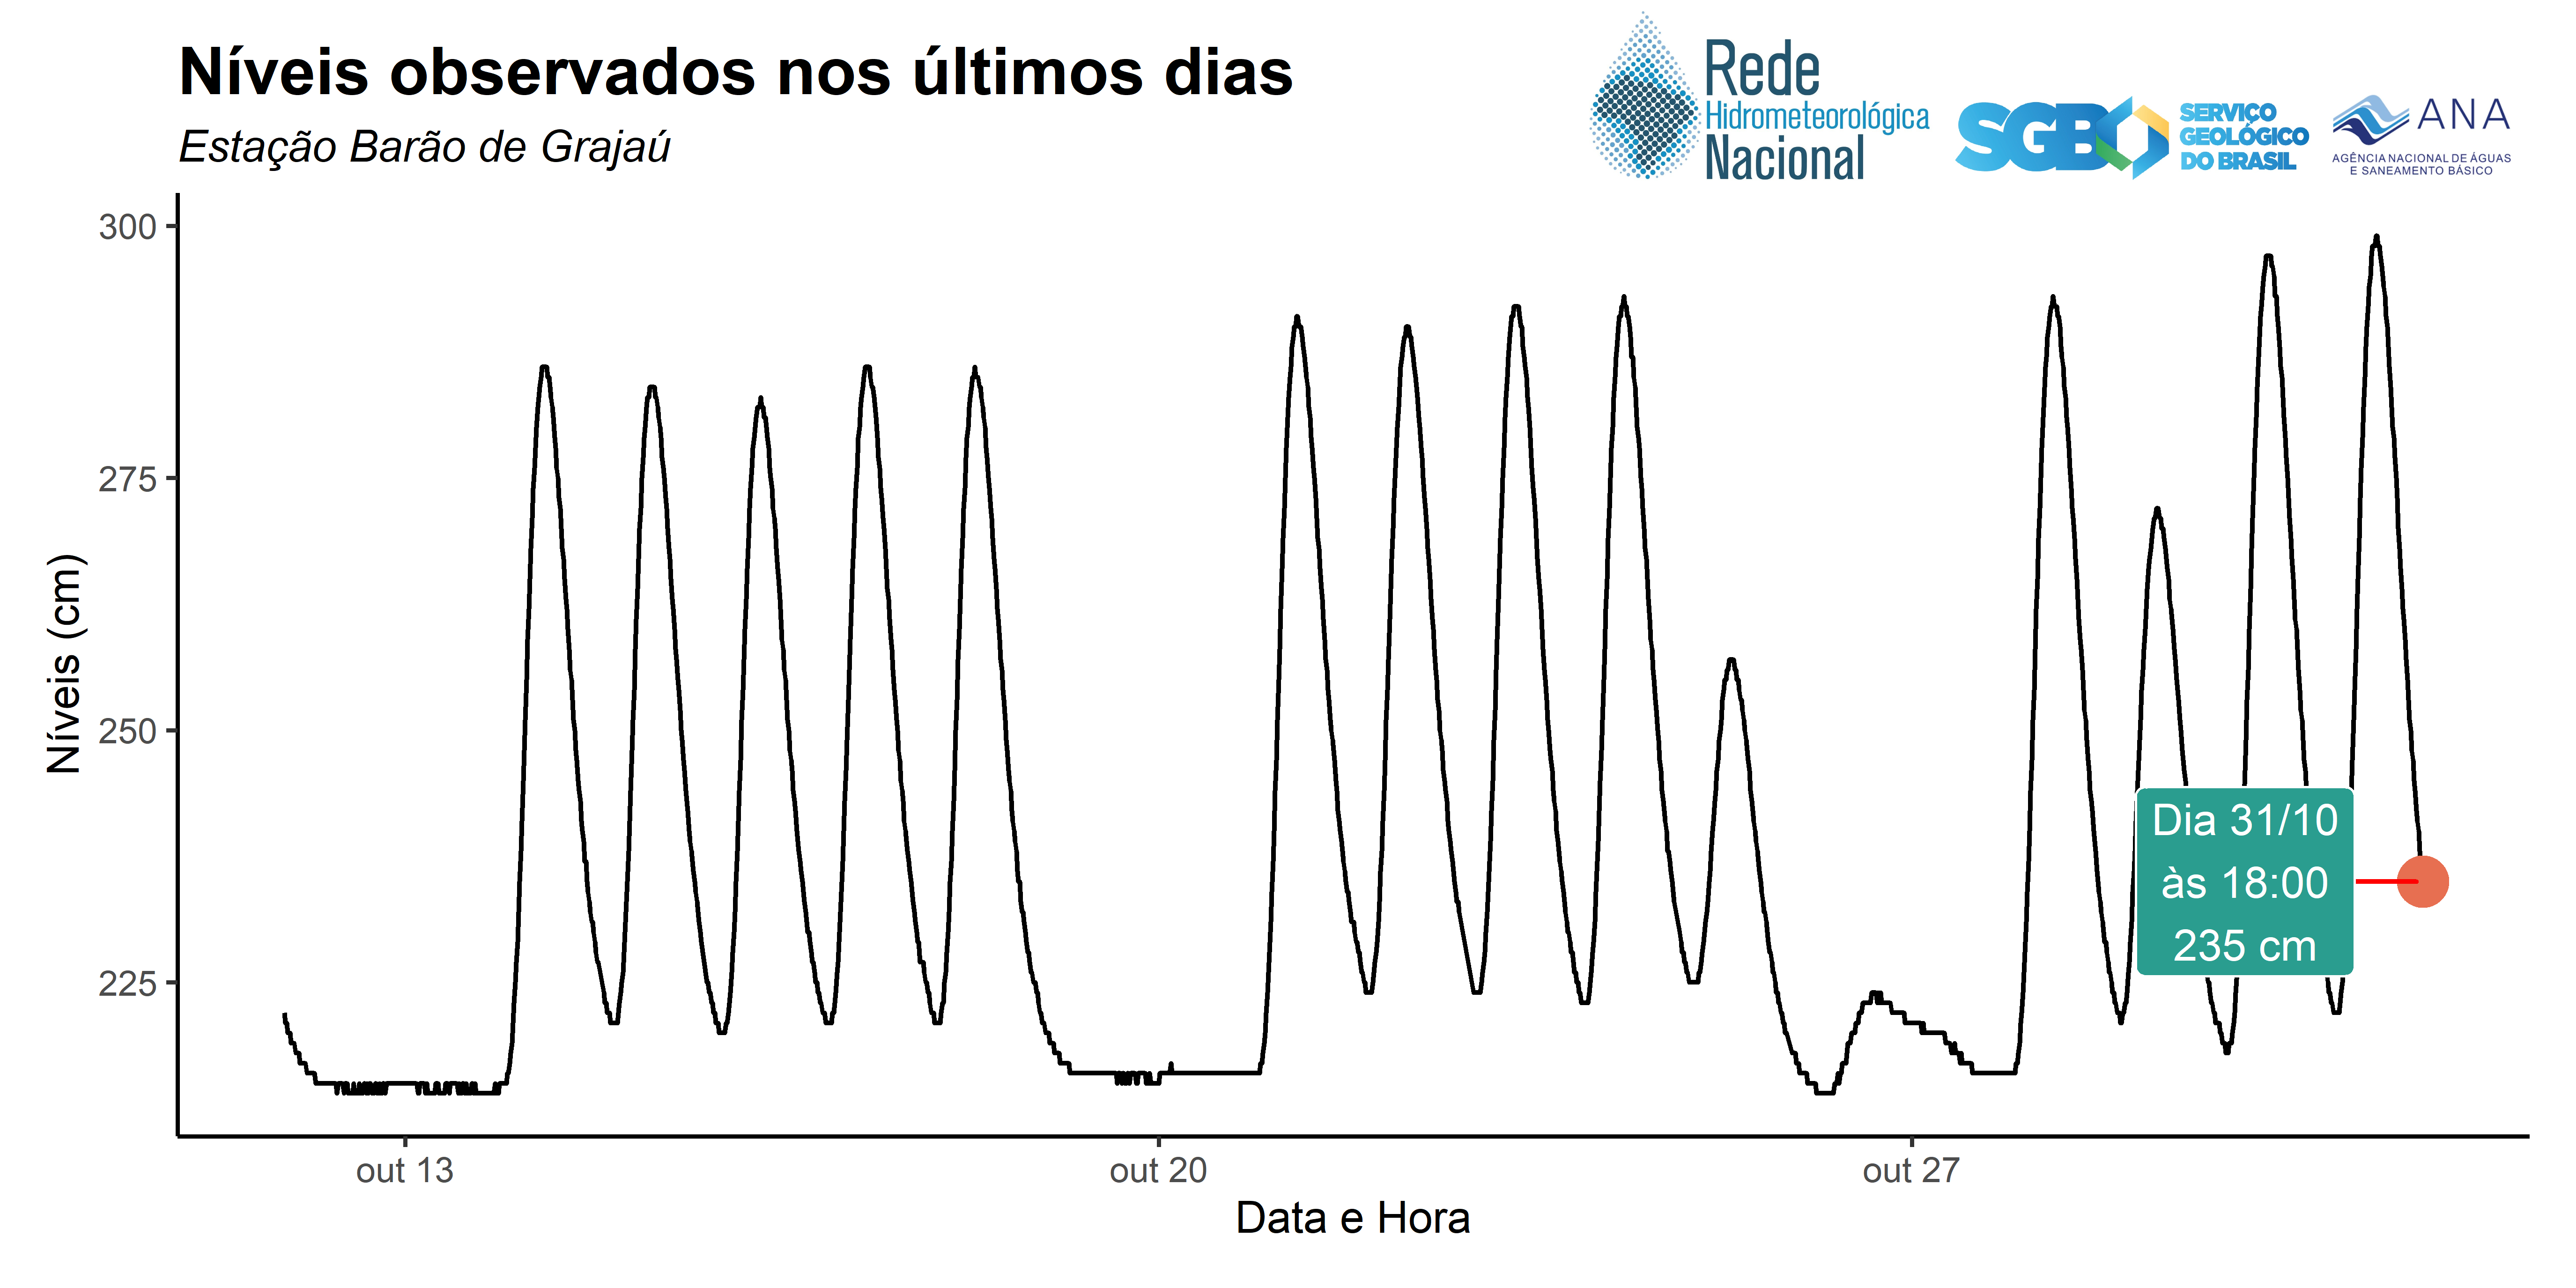 Níveis observados nos últimos dias
Estação Barão de Grajaú
Rede
Hidrometeorológica
Nacional
SGB
SERVIÇO
GEOLÓGICO
DO BRASIL
ANA
AGÊNCIA NACIONAL DE ÁGUAS
E SANEAMENTO BÁSICO
300
275
250
225
Níveis (cm)
Dia 31/10
às 18:00
235 cm
out 13
out 20
out 27
Data e Hora